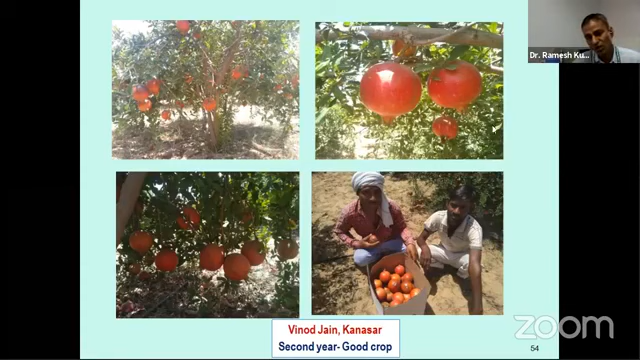 Dr. Ramesh Ku...
Vinod Jain, Kanasar
Second year- Good crop
54
zoom